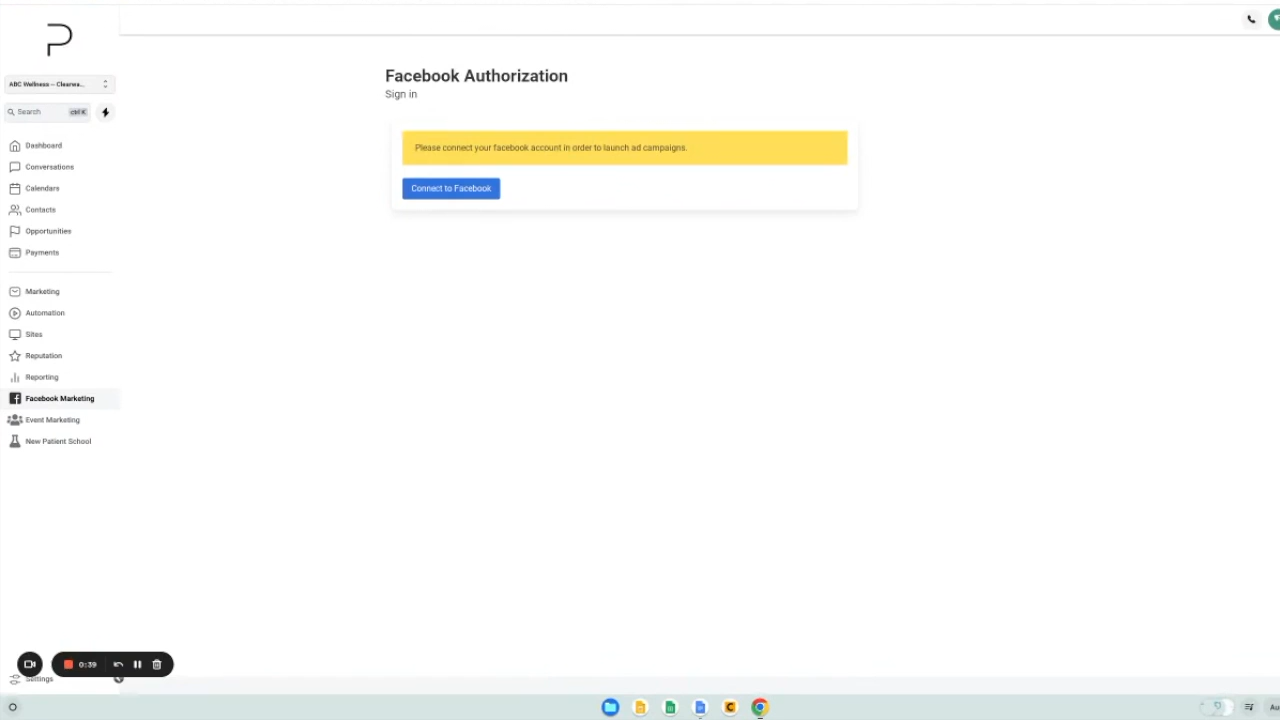 P
ABC Wellness – Clearwa...
Search ctrl K
Dashboard
Conversations
Calendars
Contacts
Opportunities
Payments
Marketing
Automation
Sites
Reputation
Reporting
Facebook Marketing
Event Marketing
New Patient School
Settings
Facebook Authorization
Sign in
Please connect your facebook account in order to launch ad campaigns.
Connect to Facebook
0:39
Au